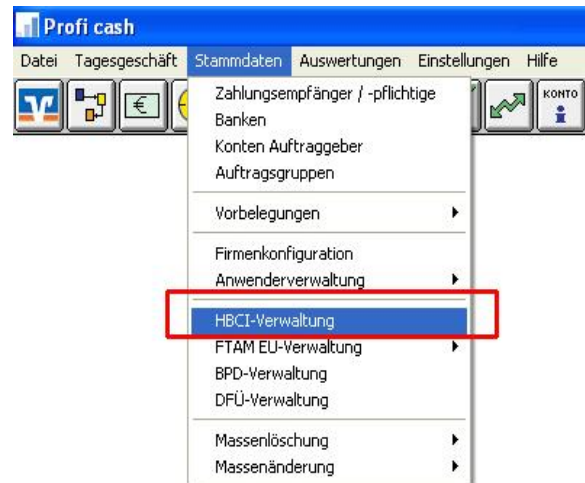 Profi cash
Datei Tagesgeschäft Stammdaten Auswertungen Einstellungen Hilfe
KONTO
Zahlungsempfänger / -pflichtige
Banken
Konten Auftraggeber
Auftragsgruppen
Vorbelegungen
Firmenkonfiguration
Anwenderverwaltung
HBCI-Verwaltung
FTAM EU-Verwaltung
BPD-Verwaltung
DFÜ-Verwaltung
Massenlöschung
Massenänderung